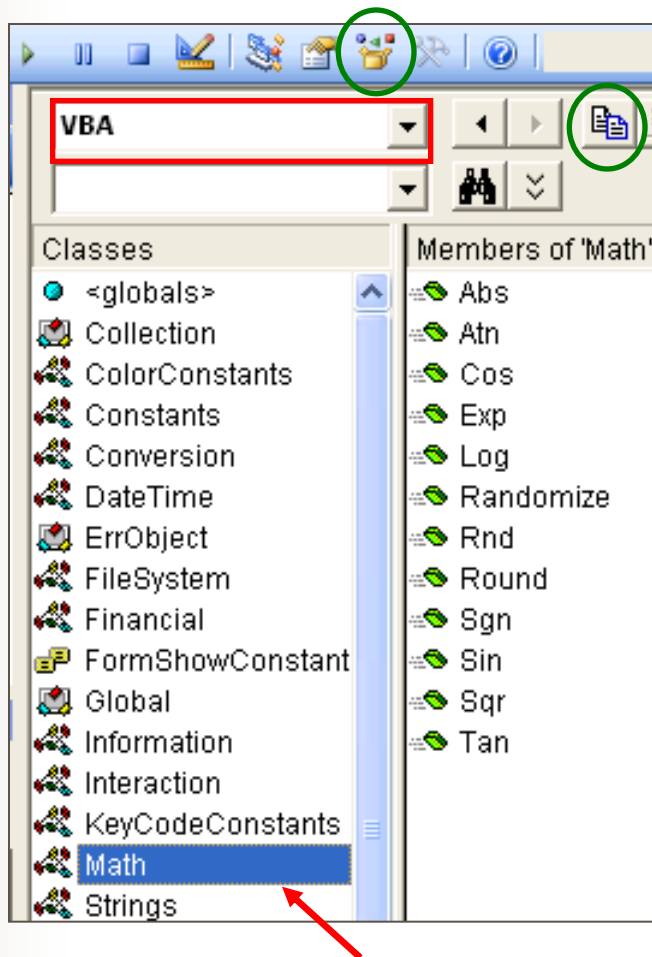 VBA
Classes
<globals>
Collection
ColorConstants
Constants
Conversion
DateTime
ErrObject
FileSystem
Financial
FormShowConstant
Global
Information
Interaction
KeyCodeConstants
Math
Strings
Members of 'Math'
Abs
Atn
Cos
Exp
Log
Randomize
Rnd
Round
Sgn
Sin
Sqr
Tan